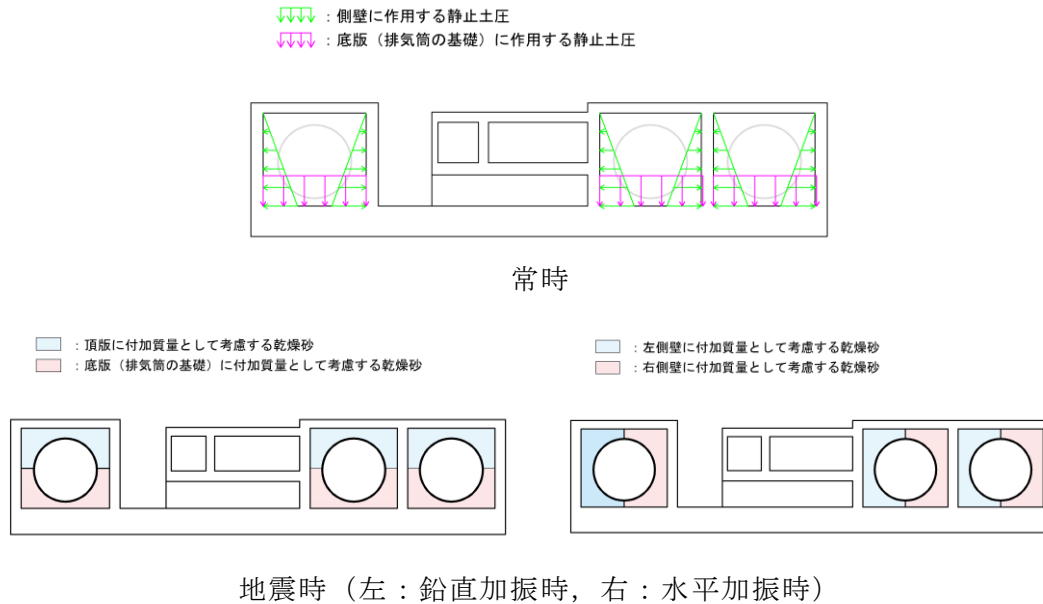 ：側壁に作用する静止土圧
：底版（排気筒の基礎）に作用する静止土圧
常時
：頂版に付加質量として考慮する乾燥砂
：底版（排気筒の基礎）に付加質量として考慮する乾燥砂
：左側壁に付加質量として考慮する乾燥砂
：右側壁に付加質量として考慮する乾燥砂
地震時（左：鉛直加振時，右：水平加振時）